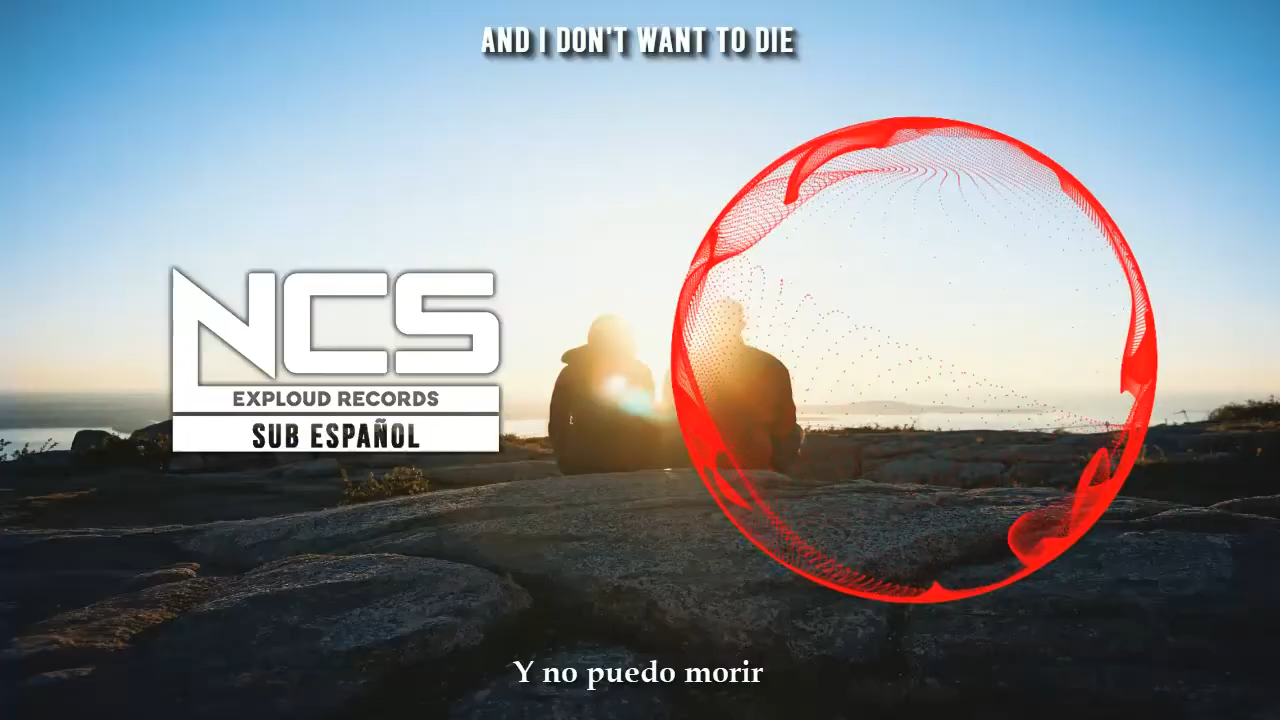 AND I DON'T WANT TO DIE
NCS
EXPLOUD RECORDS
SUB ESPAÑOL
Y no puedo morir